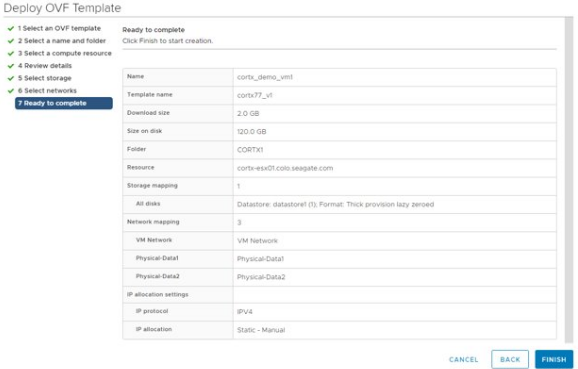 Deploy OVF Template
1 Select an OVF template
2 Select a name and folder
3 Select a compute resource
4 Review details
5 Select storage
6 Select networks
7 Ready to complete
Ready to complete
Click Finish to start creation.
Name cortx_demo_vm1
Template name cortx77_v1
Download size 2.0 GB
Size on disk 120.0 GB
Folder CORTX1
Resource cortx-esx01.colo.seagate.com
Storage mapping 1
All disks Datastore: datastore1 (1); Format: Thick provision lazy zeroed
Network mapping 3
VM Network VM Network
Physical-Data1 Physical-Data1
Physical-Data2 Physical-Data2
IP allocation settings
IP protocol IPV4
IP allocation Static - Manual
CANCEL BACK FINISH